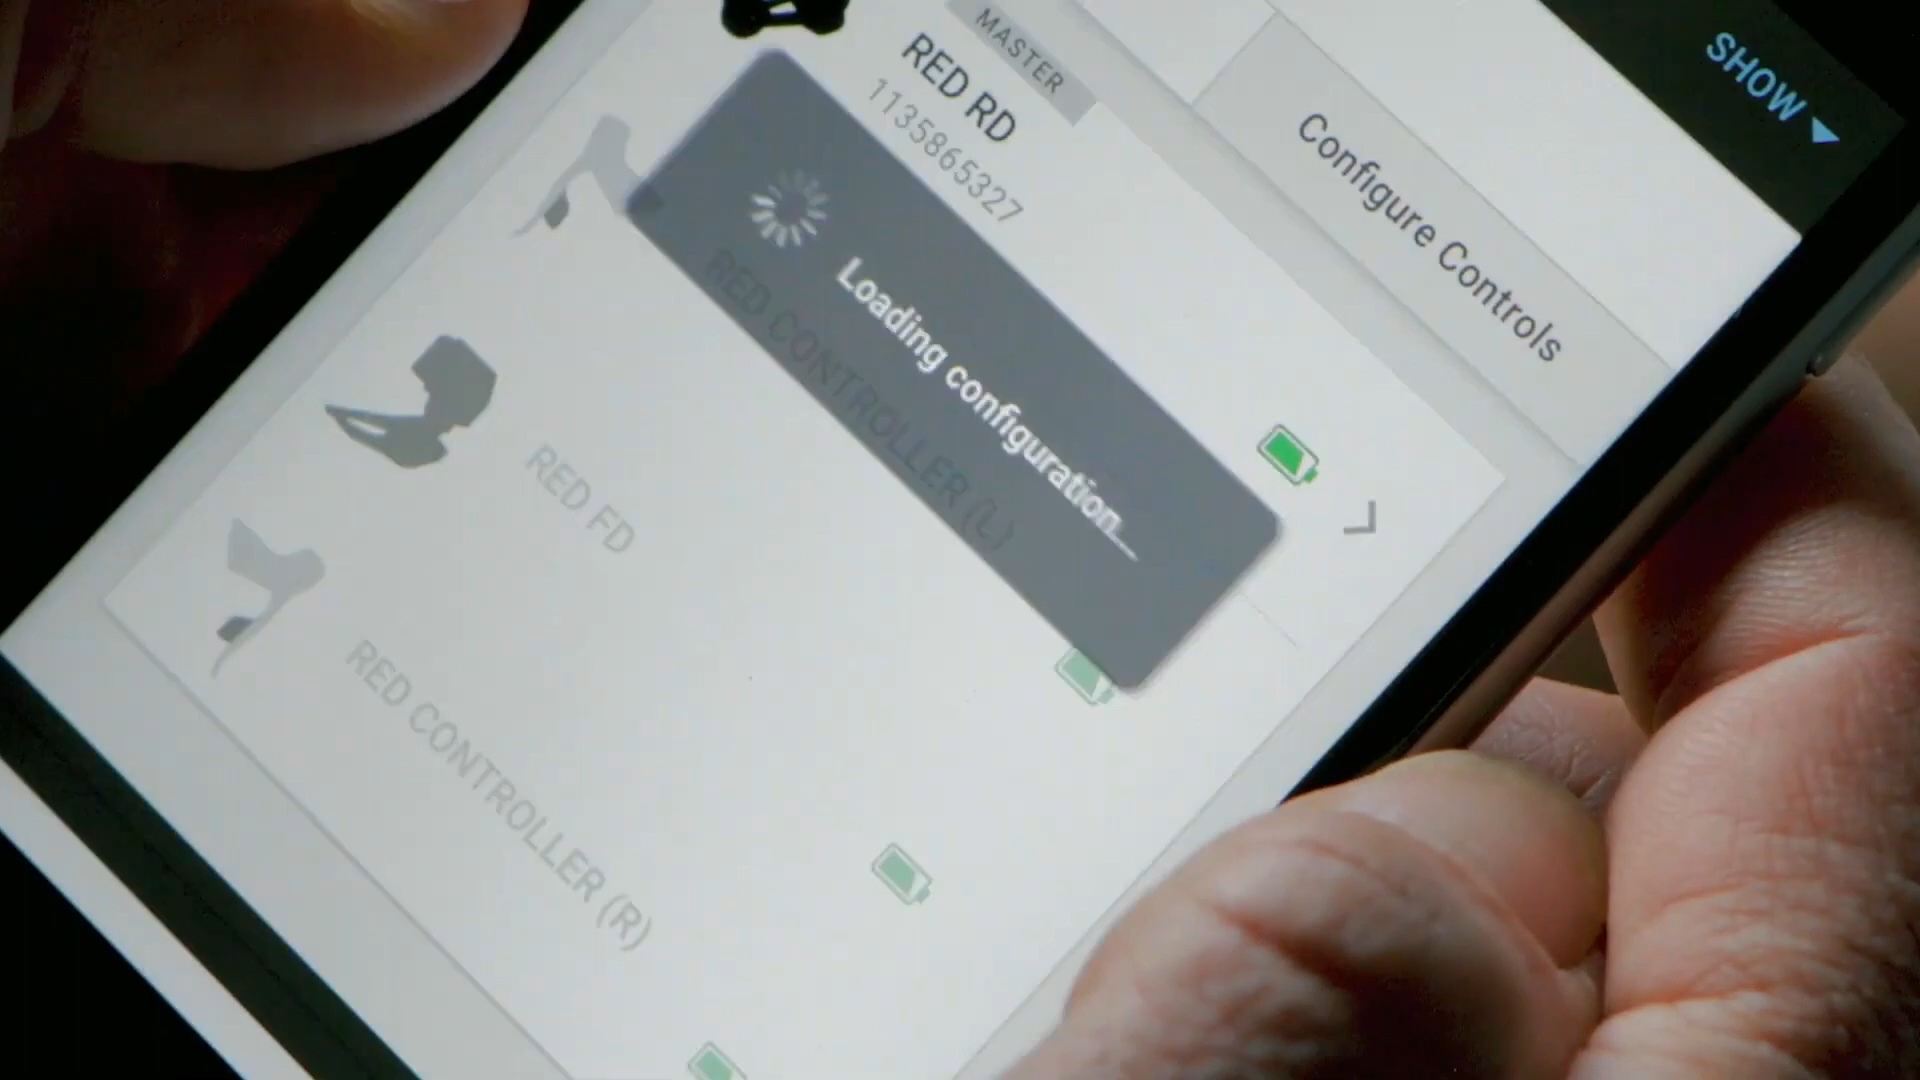 SHOW
Configure Controls
MASTER
RED RD
1135865327
Loading configuration...
RED CONTROLLER (L)
RED FD
RED CONTROLLER (R)